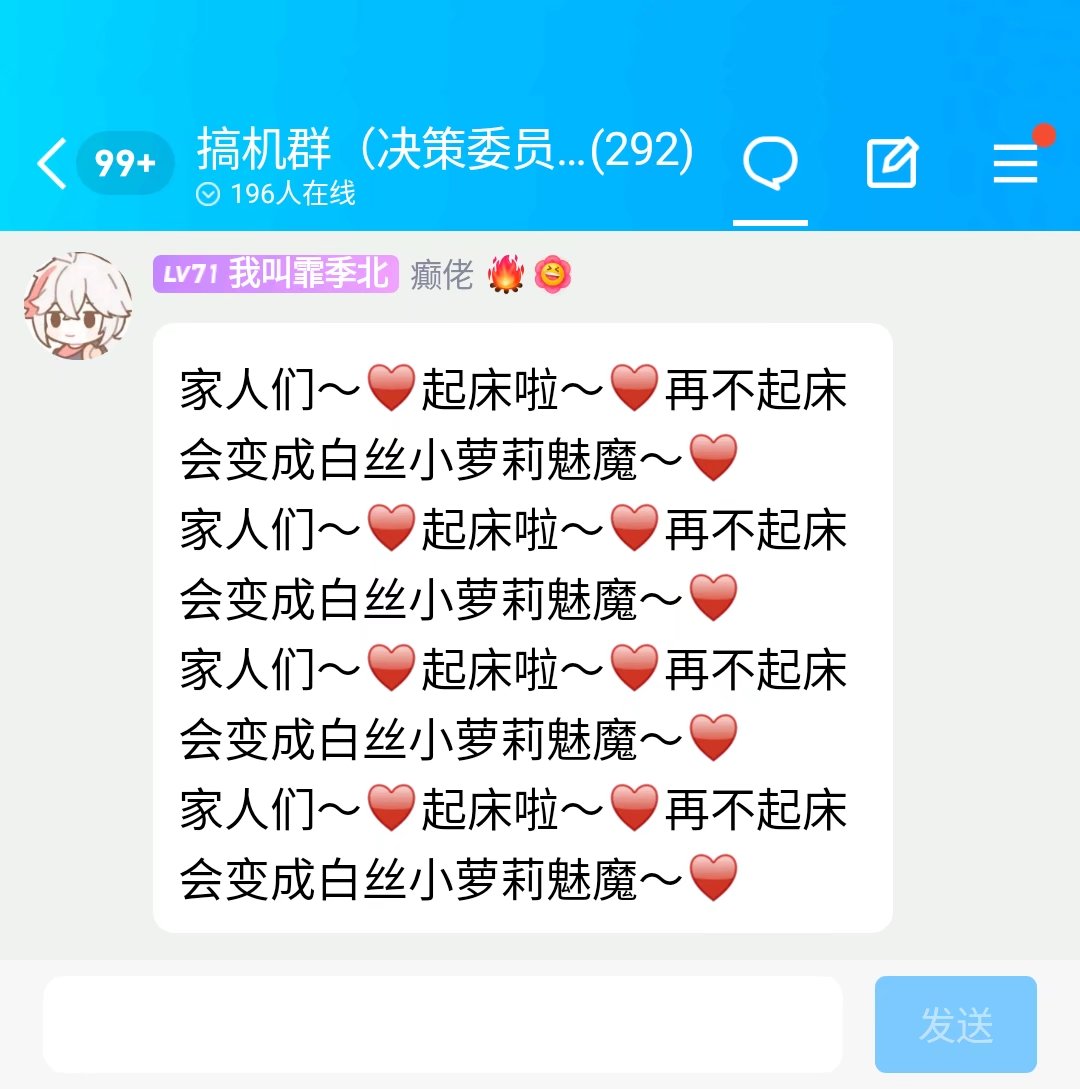 99+
搞机群（决策委员...(292)
196人在线
LV71 我叫霏季北 癫佬 🔥
家人们～♥️起床啦～♥️再不起床
会变成白丝小萝莉魅魔～♥️
家人们～♥️起床啦～♥️再不起床
会变成白丝小萝莉魅魔～♥️
家人们～♥️起床啦～♥️再不起床
会变成白丝小萝莉魅魔～♥️
家人们～♥️起床啦～♥️再不起床
会变成白丝小萝莉魅魔～♥️
发送